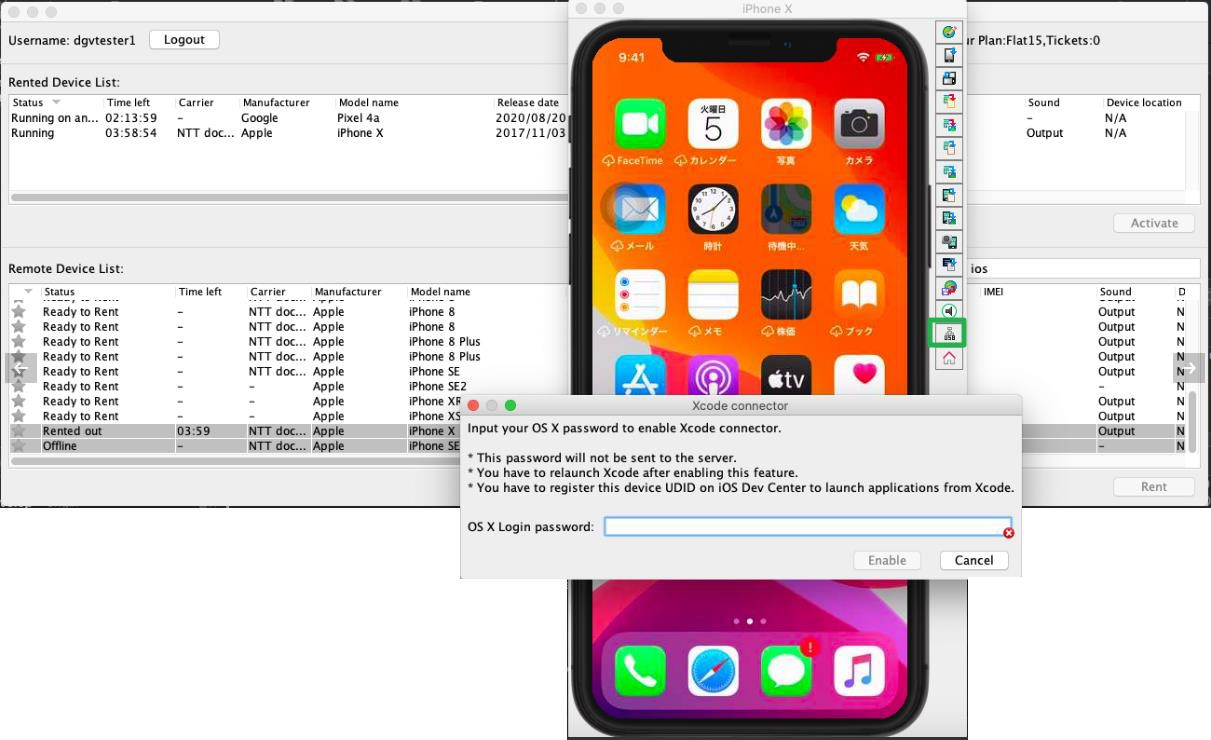 iPhone X
Username: dgvtester1
Logout
ur Plan:Flat15,Tickets:0
Rented Device List:
Status Time left Carrier Manufacturer Model name Release date Sound Device location
Running on an... 02:13:59 – Google Pixel 4a 2020/08/20 – N/A
Running 03:58:54 NTT doc... Apple iPhone X 2017/11/03 Output N/A
Activate
Remote Device List:
ios
Status Time left Carrier Manufacturer Model name IMEI Sound D
Ready to Rent – NTT doc... Apple iPhone 8 Output N
Ready to Rent – NTT doc... Apple iPhone 8 Output N
Ready to Rent – NTT doc... Apple iPhone 8 Plus Output N
Ready to Rent – NTT doc... Apple iPhone 8 Plus Output N
Ready to Rent – NTT doc... Apple iPhone SE Output N
Ready to Rent – – Apple iPhone SE2 – N
Ready to Rent – – Apple iPhone XR Output N
Ready to Rent – – Apple iPhone XS Output N
Rented out 03:59 NTT doc... Apple iPhone X Output N
Offline – NTT doc... Apple iPhone SE – N
Rent
9:41
火曜日
5
FaceTime カレンダー 写真 カメラ
12
メール 時計 待機中... 天気
リマインダー メモ 株価 ブック
tv
USB
Xcode connector
Input your OS X password to enable Xcode connector.
* This password will not be sent to the server.
* You have to relaunch Xcode after enabling this feature.
* You have to register this device UDID on iOS Dev Center to launch applications from Xcode.
OS X Login password:
Enable Cancel
!